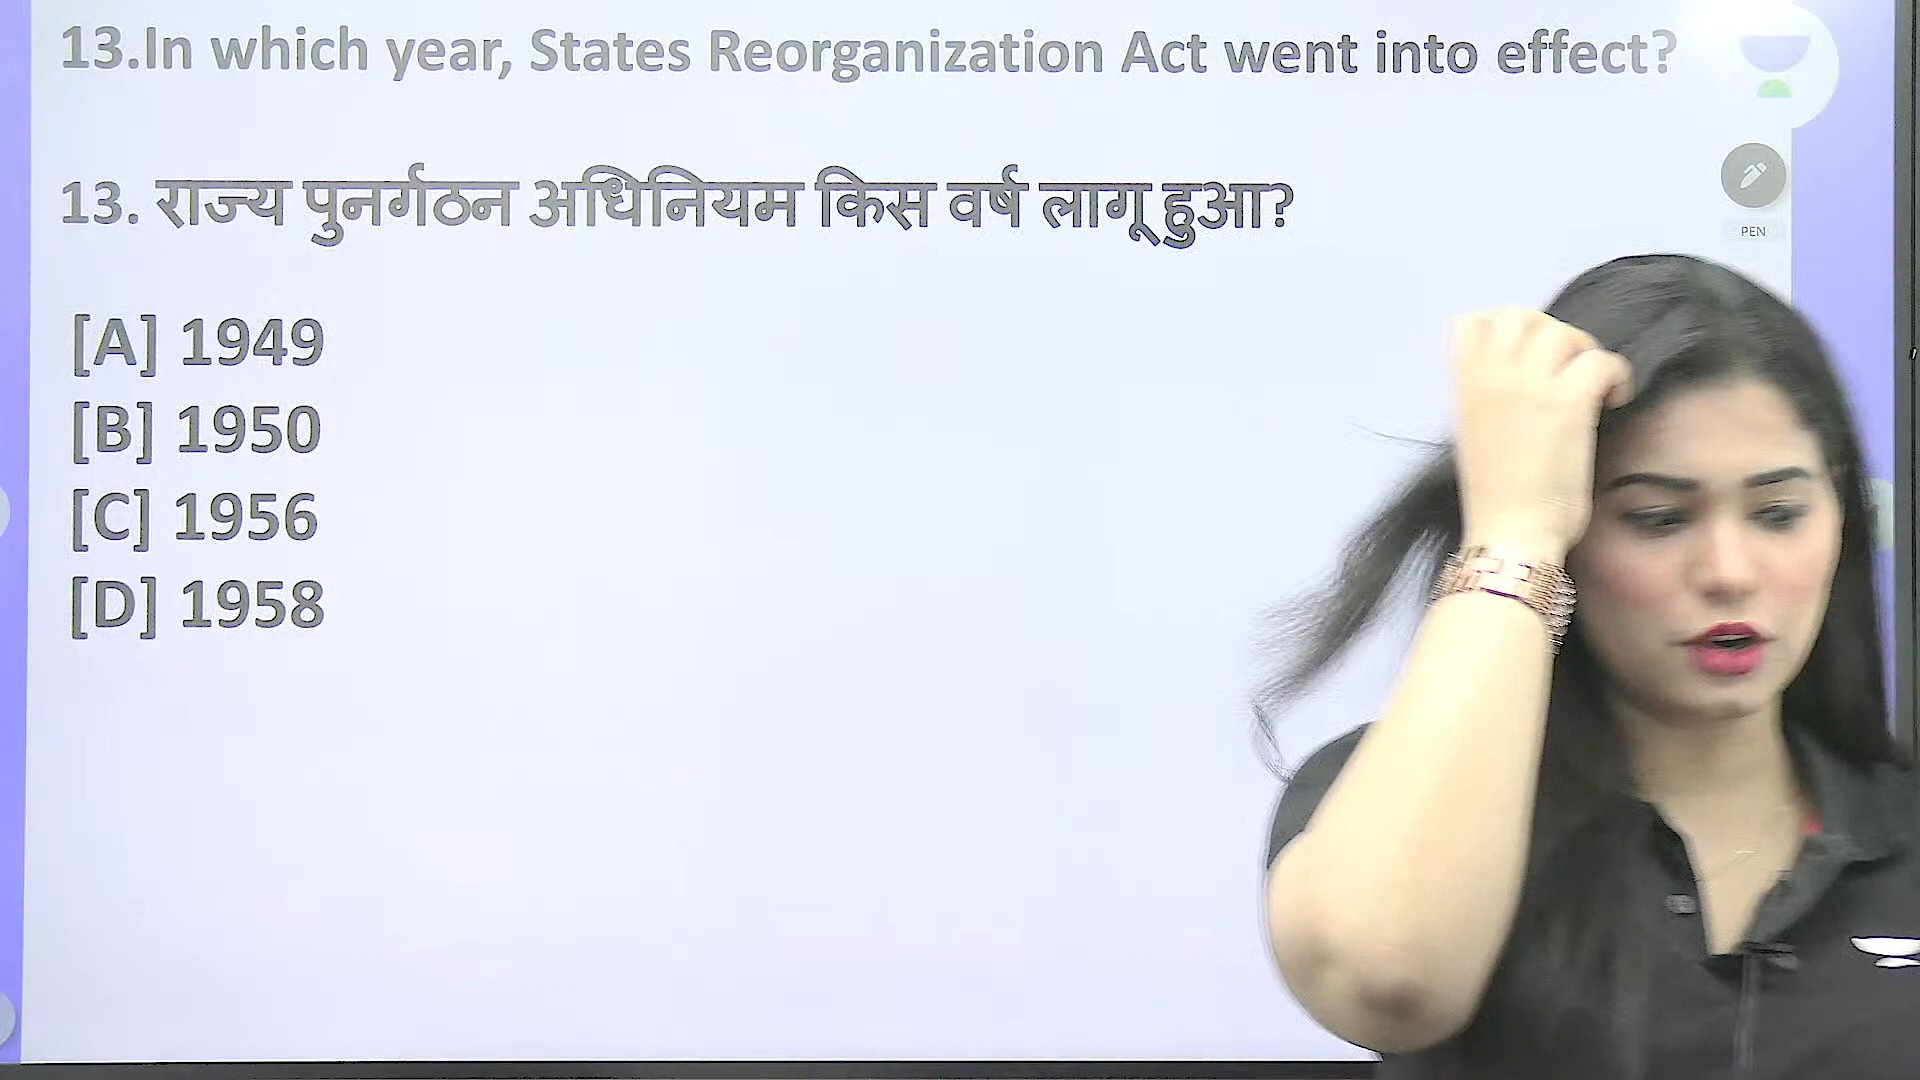 13.In which year, States Reorganization Act went into effect?
13. राज्य पुनर्गठन अधिनियम किस वर्ष लागू हुआ?
PEN
[A] 1949
[B] 1950
[C] 1956
[D] 1958